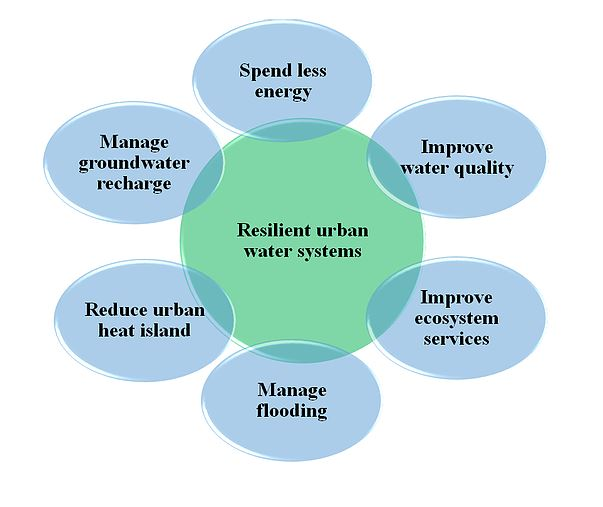 Spend less
energy
Manage
groundwater
recharge
Improve
water quality
Resilient urban
water systems
Reduce urban
heat island
Improve
ecosystem
services
Manage
flooding